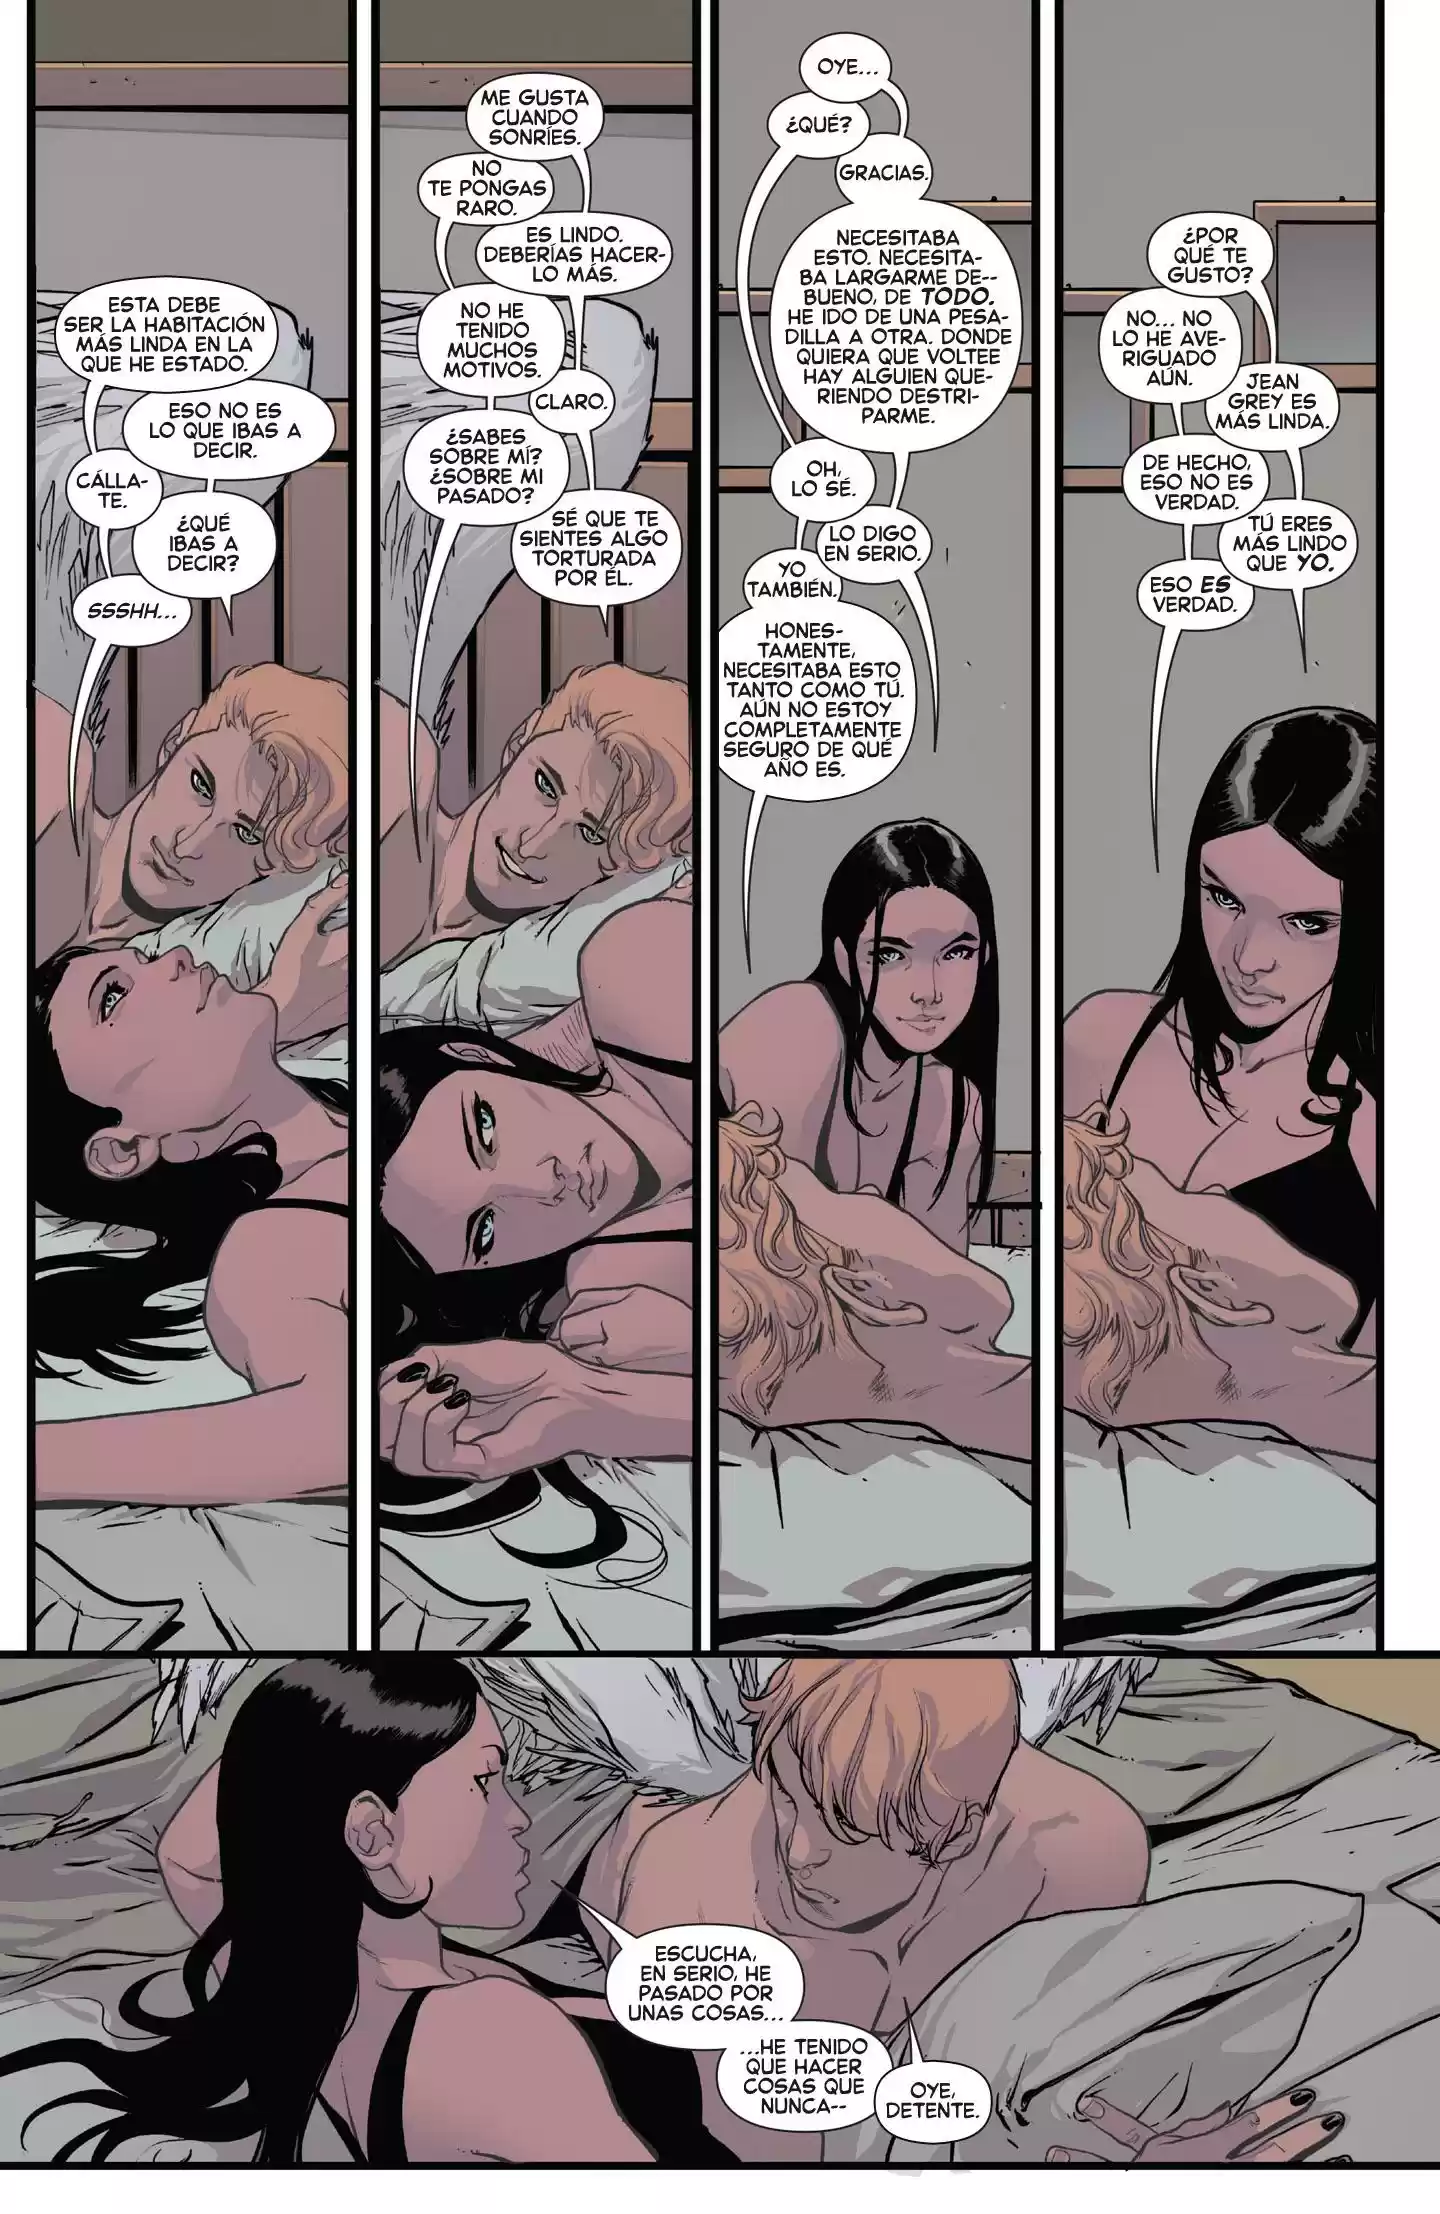 ESTA DEBE
SER LA HABITACIÓN
MÁS LINDA EN LA
QUE HE ESTADO.
ESO NO ES
LO QUE IBAS A
DECIR.
CÁLLA-
TE.
¿QUÉ
IBAS A
DECIR?
SSSHH...
ME GUSTA
CUANDO
SONRÍES.
NO
TE PONGAS
RARO.
ES LINDO.
DEBERÍAS HACER-
LO MÁS.
NO HE
TENIDO
MUCHOS
MOTIVOS.
CLARO.
¿SABES
SOBRE MÍ?
¿SOBRE MI
PASADO?
SÉ QUE TE
SIENTES ALGO
TORTURADA
POR ÉL.
OYE...
¿QUÉ?
GRACIAS.
NECESITABA
ESTO. NECESITA-
BA LARGARME DE--
BUENO, DE TODO.
HE IDO DE UNA PESA-
DILLA A OTRA. DONDE
QUIERA QUE VOLTEE
HAY ALGUIEN QUE-
RIENDO DESTRI-
PARME.
OH,
LO SÉ.
LO DIGO
EN SERIO.
YO
TAMBIÉN.
HONES-
TAMENTE,
NECESITABA ESTO
TANTO COMO TÚ.
AÚN NO ESTOY
COMPLETAMENTE
SEGURO DE QUÉ
AÑO ES.
¿POR
QUÉ TE
GUSTO?
NO... NO
LO HE AVE-
RIGUADO
AÚN.
JEAN
GREY ES
MÁS LINDA.
DE HECHO,
ESO NO ES
VERDAD.
TÚ ERES
MÁS LINDO
QUE YO.
ESO ES
VERDAD.
ESCUCHA,
EN SERIO, HE
PASADO POR
UNAS COSAS...
...HE TENIDO
QUE HACER
COSAS QUE
NUNCA--
OYE,
DETENTE.